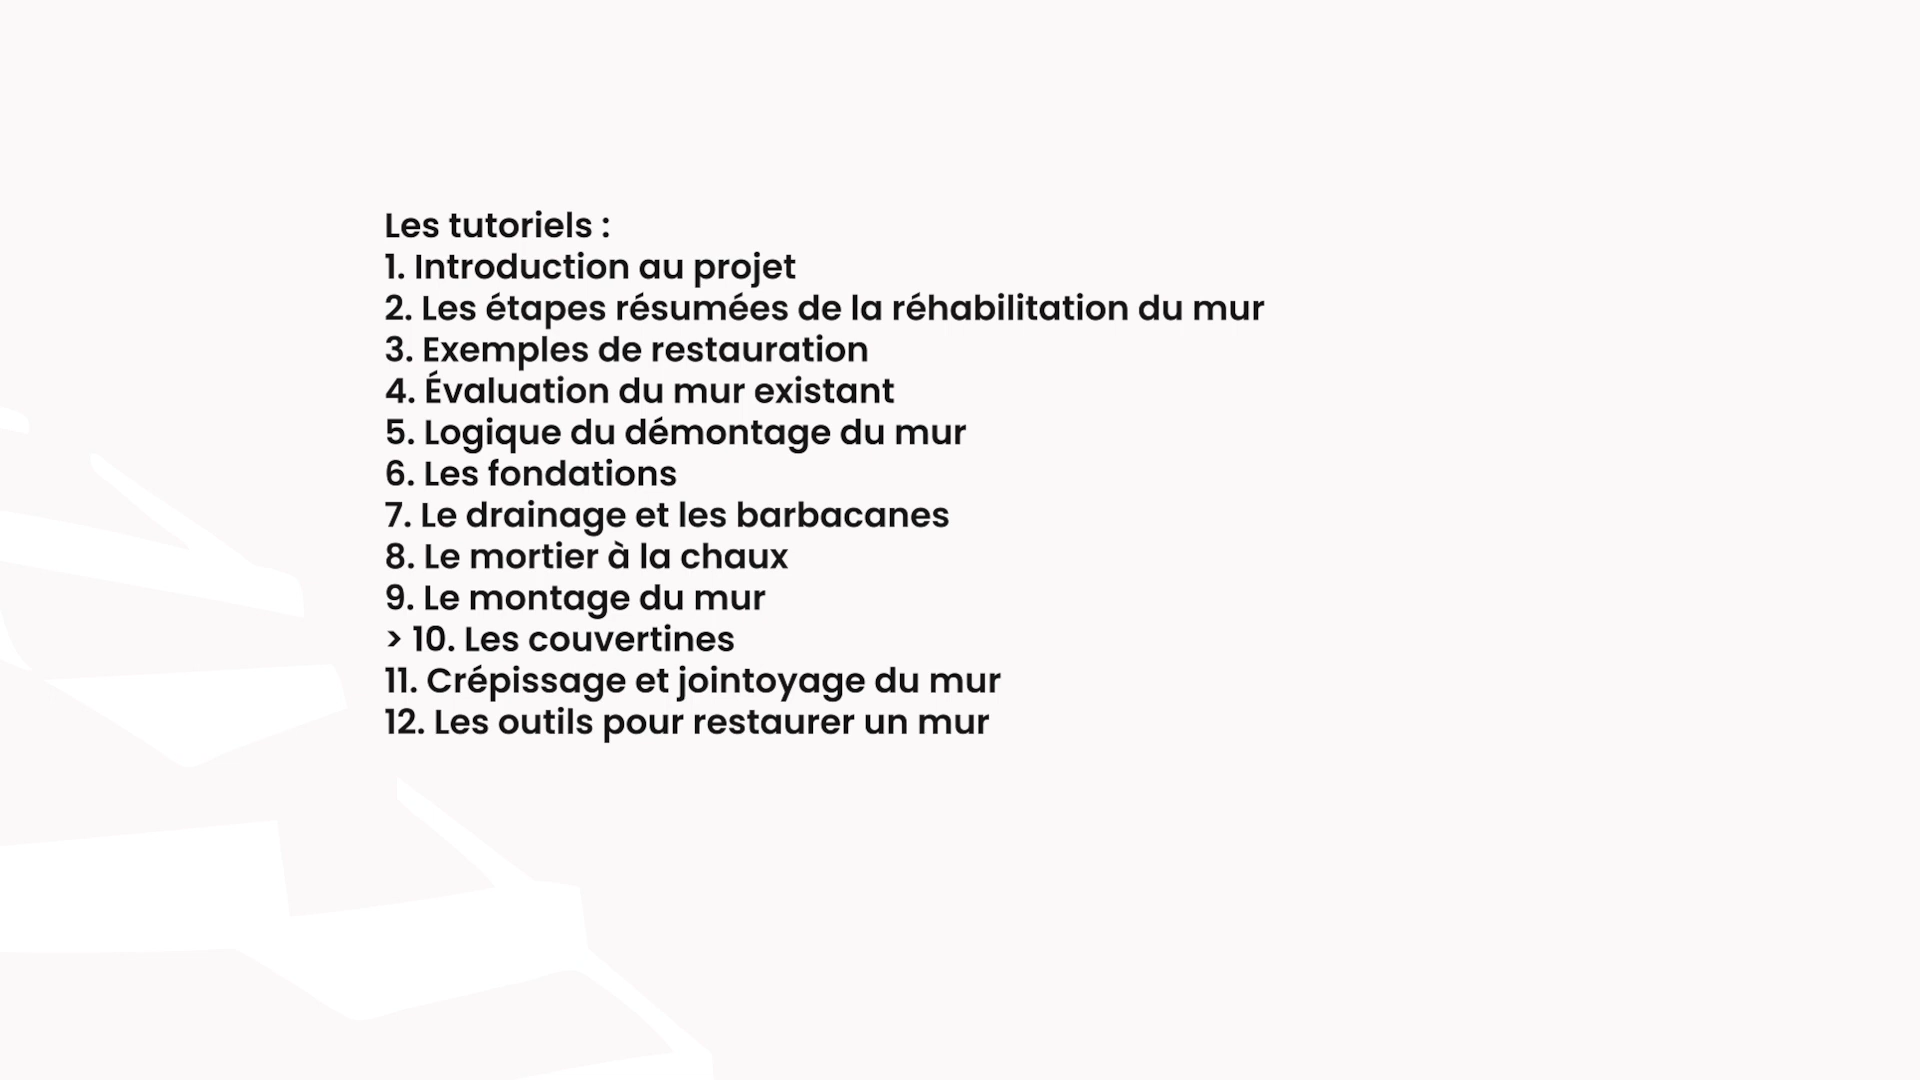 Les tutoriels :
1. Introduction au projet
2. Les étapes résumées de la réhabilitation du mur
3. Exemples de restauration
4. Évaluation du mur existant
5. Logique du démontage du mur
6. Les fondations
7. Le drainage et les barbacanes
8. Le mortier à la chaux
9. Le montage du mur
> 10. Les couvertines
11. Crépissage et jointoyage du mur
12. Les outils pour restaurer un mur